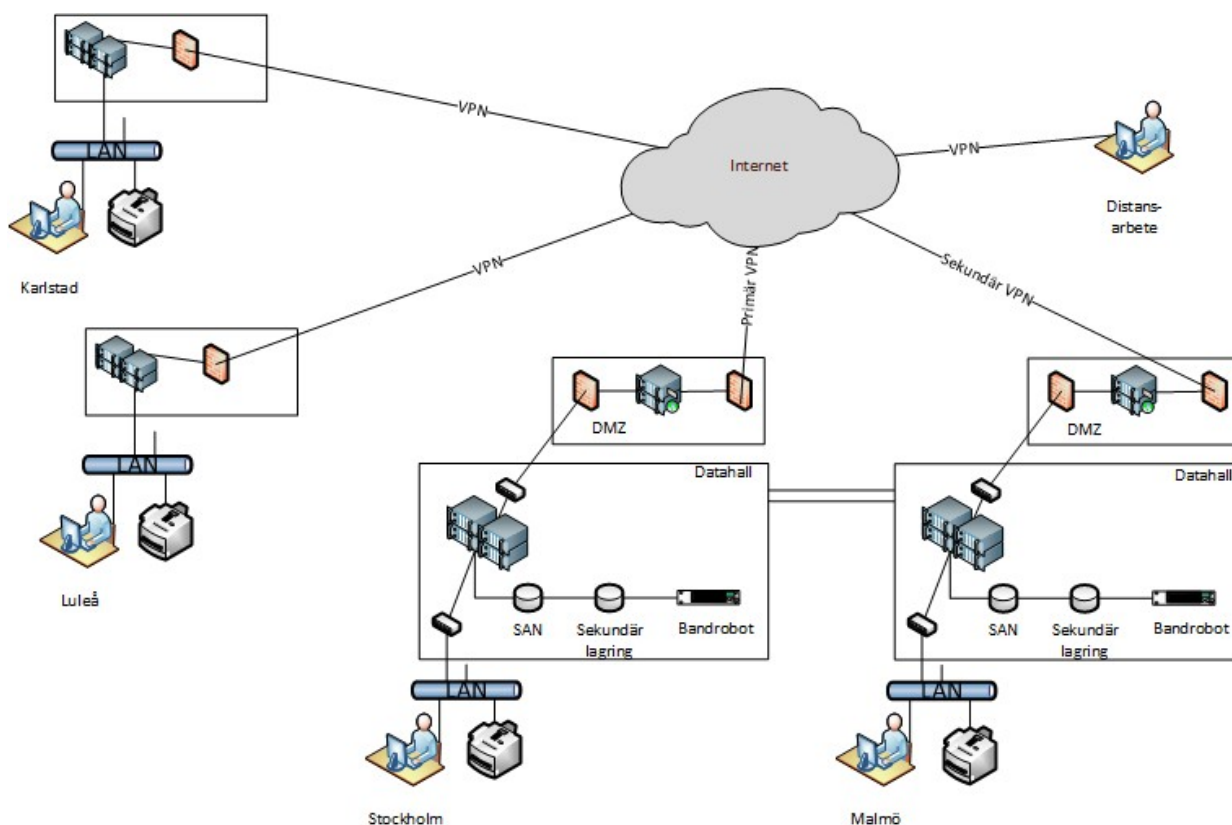 VPN
LAN
Karlstad
Internet
VPN
Distans-
arbete
VPN
LAN
Luleå
Primär VPN
Sekundär VPN
DMZ
Datahall
SAN
Sekundär
lagring
Bandrobot
LAN
Stockholm
DMZ
Datahall
SAN
Sekundär
lagring
Bandrobot
LAN
Malmö